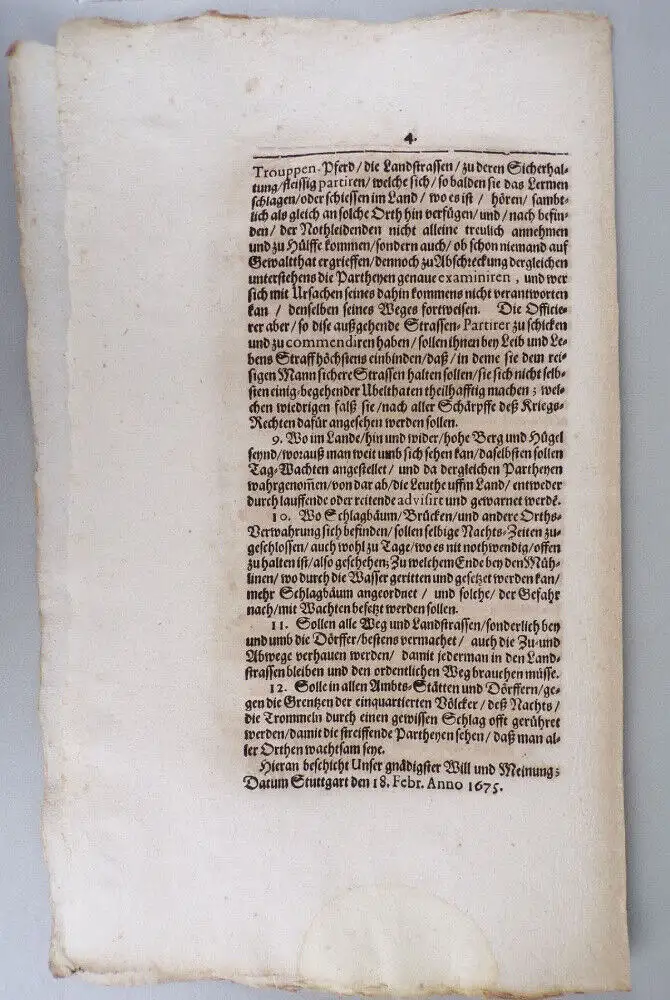 4.
Trouppen-Pferd/die Landstrassen/zu deren Sicherhal-
tung/fleissig partiren/welche sich/so balden sie das Lermen
schlagen/oder schiessen im Land/ wo es ist / hören/ sambt-
lich als gleich an solche Orth hin verfügen/und/nach befin-
den/ der Nothleidenden nicht alleine treulich annehmen
und zu Hülffe kommen/sondern auch/ob schon niemand auf
Gewaltthat ergrieffen/dennoch zu Abschreckung dergleichen
unterstehens die Partheyen genaue examiniren, und wer
sich mit Ursachen seines dahin kommens nicht verantworten
kan / denselben seines Weges fortweisen. Die Officie-
rer aber/so dise außgehende Strassen-Partirer zu schicken
und zu commendiren haben/sollen ihnen bey Leib und Le-
bens Straff höchstens einbinden/daß/in deme sie dem rei-
sigen Mann sichere Strassen halten sollen/sie sich nicht selb-
sten einig-begehender Ubelthaten theilhafftig machen; wel-
chen wiedrigen falß sie/nach aller Schärpffe deß Kriegs-
Rechten dafür angesehen werden sollen.
9. Wo im Lande/hin und wider/hohe Berg und Hügel
seynd/worauß man weit umb sich sehen kan/daselbsten sollen
Tag-Wachten angestellet/ und da dergleichen Partheyen
wahrgenom̃en/von dar ab/die Leuthe uffm Land/entweder
durch lauffende oder reitende advisirt und gewarnet werdē.
10. Wo Schlagbäum/Brücken/und andere Orths-
Verwahrung sich befinden/sollen selbige Nachts-Zeiten zu-
geschlossen/auch wohl zu Tage/wo es nit nothwendig/offen
zu halten ist/also geschehen; Zu welchem Ende bey den Müh-
linen/wo durch die Wasser geritten und gesetzet werden kan/
mehr Schlagbäum angeordnet / und solche/ der Gefahr
nach/mit Wachten besetzt werden sollen.
11. Sollen alle Weg und Landstrassen/sonderlich bey
und umb die Dörffer/bestens vermachet/ auch die Zu-und
Abwege verhauen werden/ damit jederman in den Land-
strassen bleiben und den ordentlichen Weg brauchen müsse.
12. Solle in allen Ambts-Stätten und Dörffern/ge-
gen die Grentzen der einquartierten Völcker/ deß Nachts/
die Trommeln durch einen gewissen Schlag offt gerühret
werden/damit die streiffende Partheyen sehen/ daß man al-
ler Orthen wachtsam seye.
Hieran beschicht Unser gnädigster Will und Meinung;
Datum Stuttgart den 18. Febr. Anno 1675.